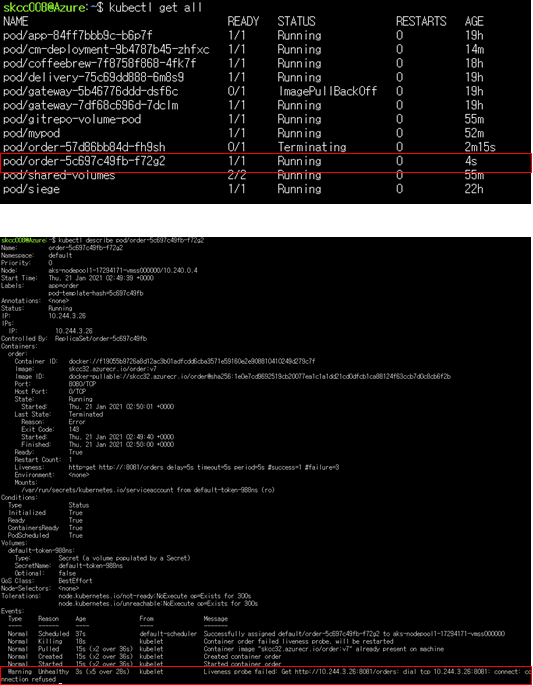 skcc008@Azure:~$ kubectl get all
NAME READY STATUS RESTARTS AGE
pod/app-84ff7bbb9c-b6p7f 1/1 Running 0 19h
pod/cm-deployment-9b4787b45-zhfxc 1/1 Running 0 14m
pod/coffeebrew-7f8758f868-4fk7f 1/1 Running 0 18h
pod/delivery-75c69dd888-6m8s9 1/1 Running 0 19h
pod/gateway-5b46776ddd-dsf6c 0/1 ImagePullBackOff 0 19h
pod/gateway-7df68c696d-7dclm 1/1 Running 0 19h
pod/gitrepo-volume-pod 1/1 Running 0 55m
pod/mypod 1/1 Running 0 52m
pod/order-57d86bb84d-fh9sh 0/1 Terminating 0 2m15s
pod/order-5c697c49fb-f72g2 1/1 Running 0 4s
pod/shared-volumes 2/2 Running 0 55m
pod/siege 1/1 Running 0 22h
skcc008@Azure:~$ kubectl describe pod/order-5c697c49fb-f72g2
Name: order-5c697c49fb-f72g2
Namespace: default
Priority: 0
Node: aks-nodepool1-17294171-vmss000000/10.240.0.4
Start Time: Thu, 21 Jan 2021 02:49:39 +0000
Labels: app=order
pod-template-hash=5c697c49fb
Annotations: <none>
Status: Running
IP: 10.244.3.26
IPs:
IP: 10.244.3.26
Controlled By: ReplicaSet/order-5c697c49fb
Containers:
order:
Container ID:
Image: skcc32.azurecr.io/order:v7
Image ID:
Port: 8080/TCP
Host Port: 0/TCP
State: Running
Started: Thu, 21 Jan 2021 02:50:01 +0000
Last State: Terminated
Reason: Error
Exit Code: 143
Started: Thu, 21 Jan 2021 02:49:40 +0000
Finished: Thu, 21 Jan 2021 02:50:00 +0000
Ready: True
Restart Count: 1
Liveness: http-get http://:8081/orders delay=5s timeout=5s period=5s #success=1 #failure=3
Environment: <none>
Mounts:
/var/run/secrets/kubernetes.io/serviceaccount from default-token-988ns (ro)
Conditions:
Type Status
Initialized True
Ready True
ContainersReady True
PodScheduled True
Volumes:
default-token-988ns:
Type: Secret (a volume populated by a Secret)
SecretName: default-token-988ns
Optional: false
QoS Class: BestEffort
Node-Selectors: <none>
Tolerations: node.kubernetes.io/not-ready:NoExecute op=Exists for 300s
node.kubernetes.io/unreachable:NoExecute op=Exists for 300s
Events:
Type Reason Age From Message
---- ------ ---- ---- -------
Normal Scheduled 37s default-scheduler Successfully assigned default/order-5c697c49fb-f72g2 to aks-nodepool1-17294171-vmss000000
Normal Killing 18s kubelet Container order failed liveness probe, will be restarted
Normal Pulled 15s (x2 over 36s) kubelet Container image "skcc32.azurecr.io/order:v7" already present on machine
Normal Created 15s (x2 over 36s) kubelet Created container order
Normal Started 15s (x2 over 36s) kubelet Started container order
Warning Unhealthy 3s (x5 over 28s) kubelet Liveness probe failed: Get http://10.244.3.26:8081/orders: dial tcp 10.244.3.26:8081: connect: co
nnection refused